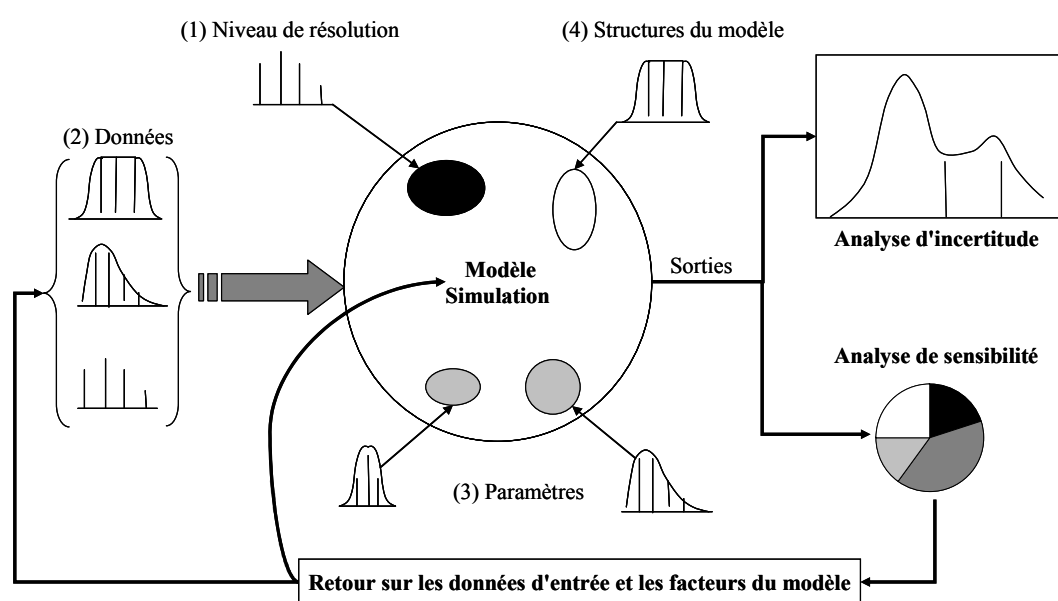 (1) Niveau de résolution
(4) Structures du modèle
(2) Données
Modèle
Simulation
Sorties
Analyse d'incertitude
Analyse de sensibilité
(3) Paramètres
Retour sur les données d'entrée et les facteurs du modèle